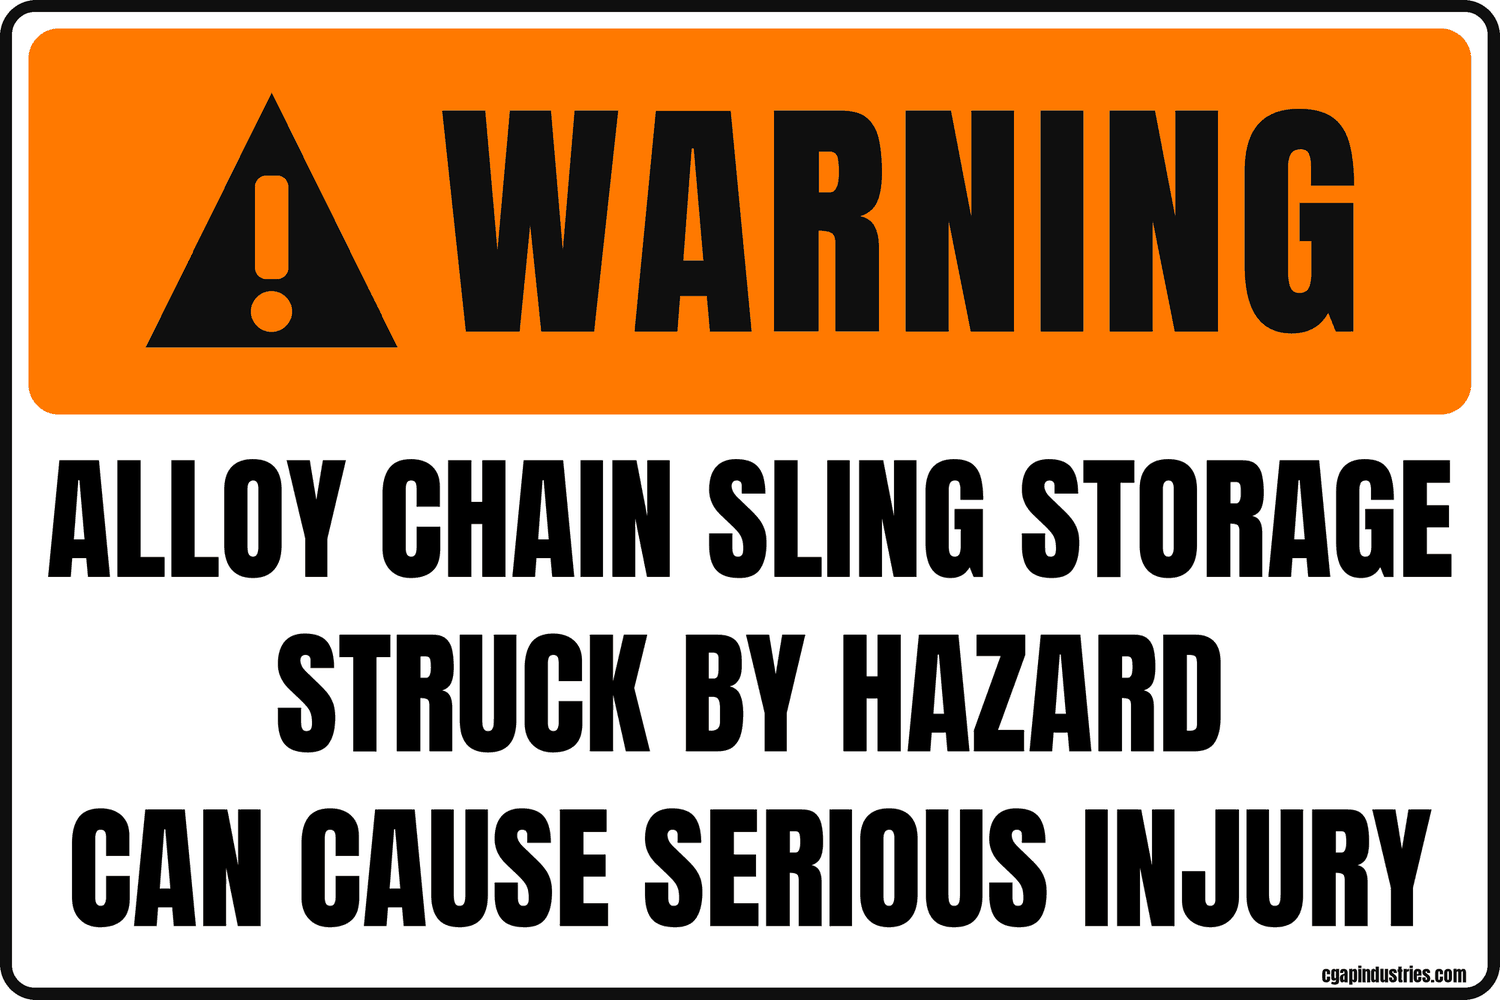 WARNING
ALLOY CHAIN SLING STORAGE
STRUCK BY HAZARD
CAN CAUSE SERIOUS INJURY
cgapindustries.com